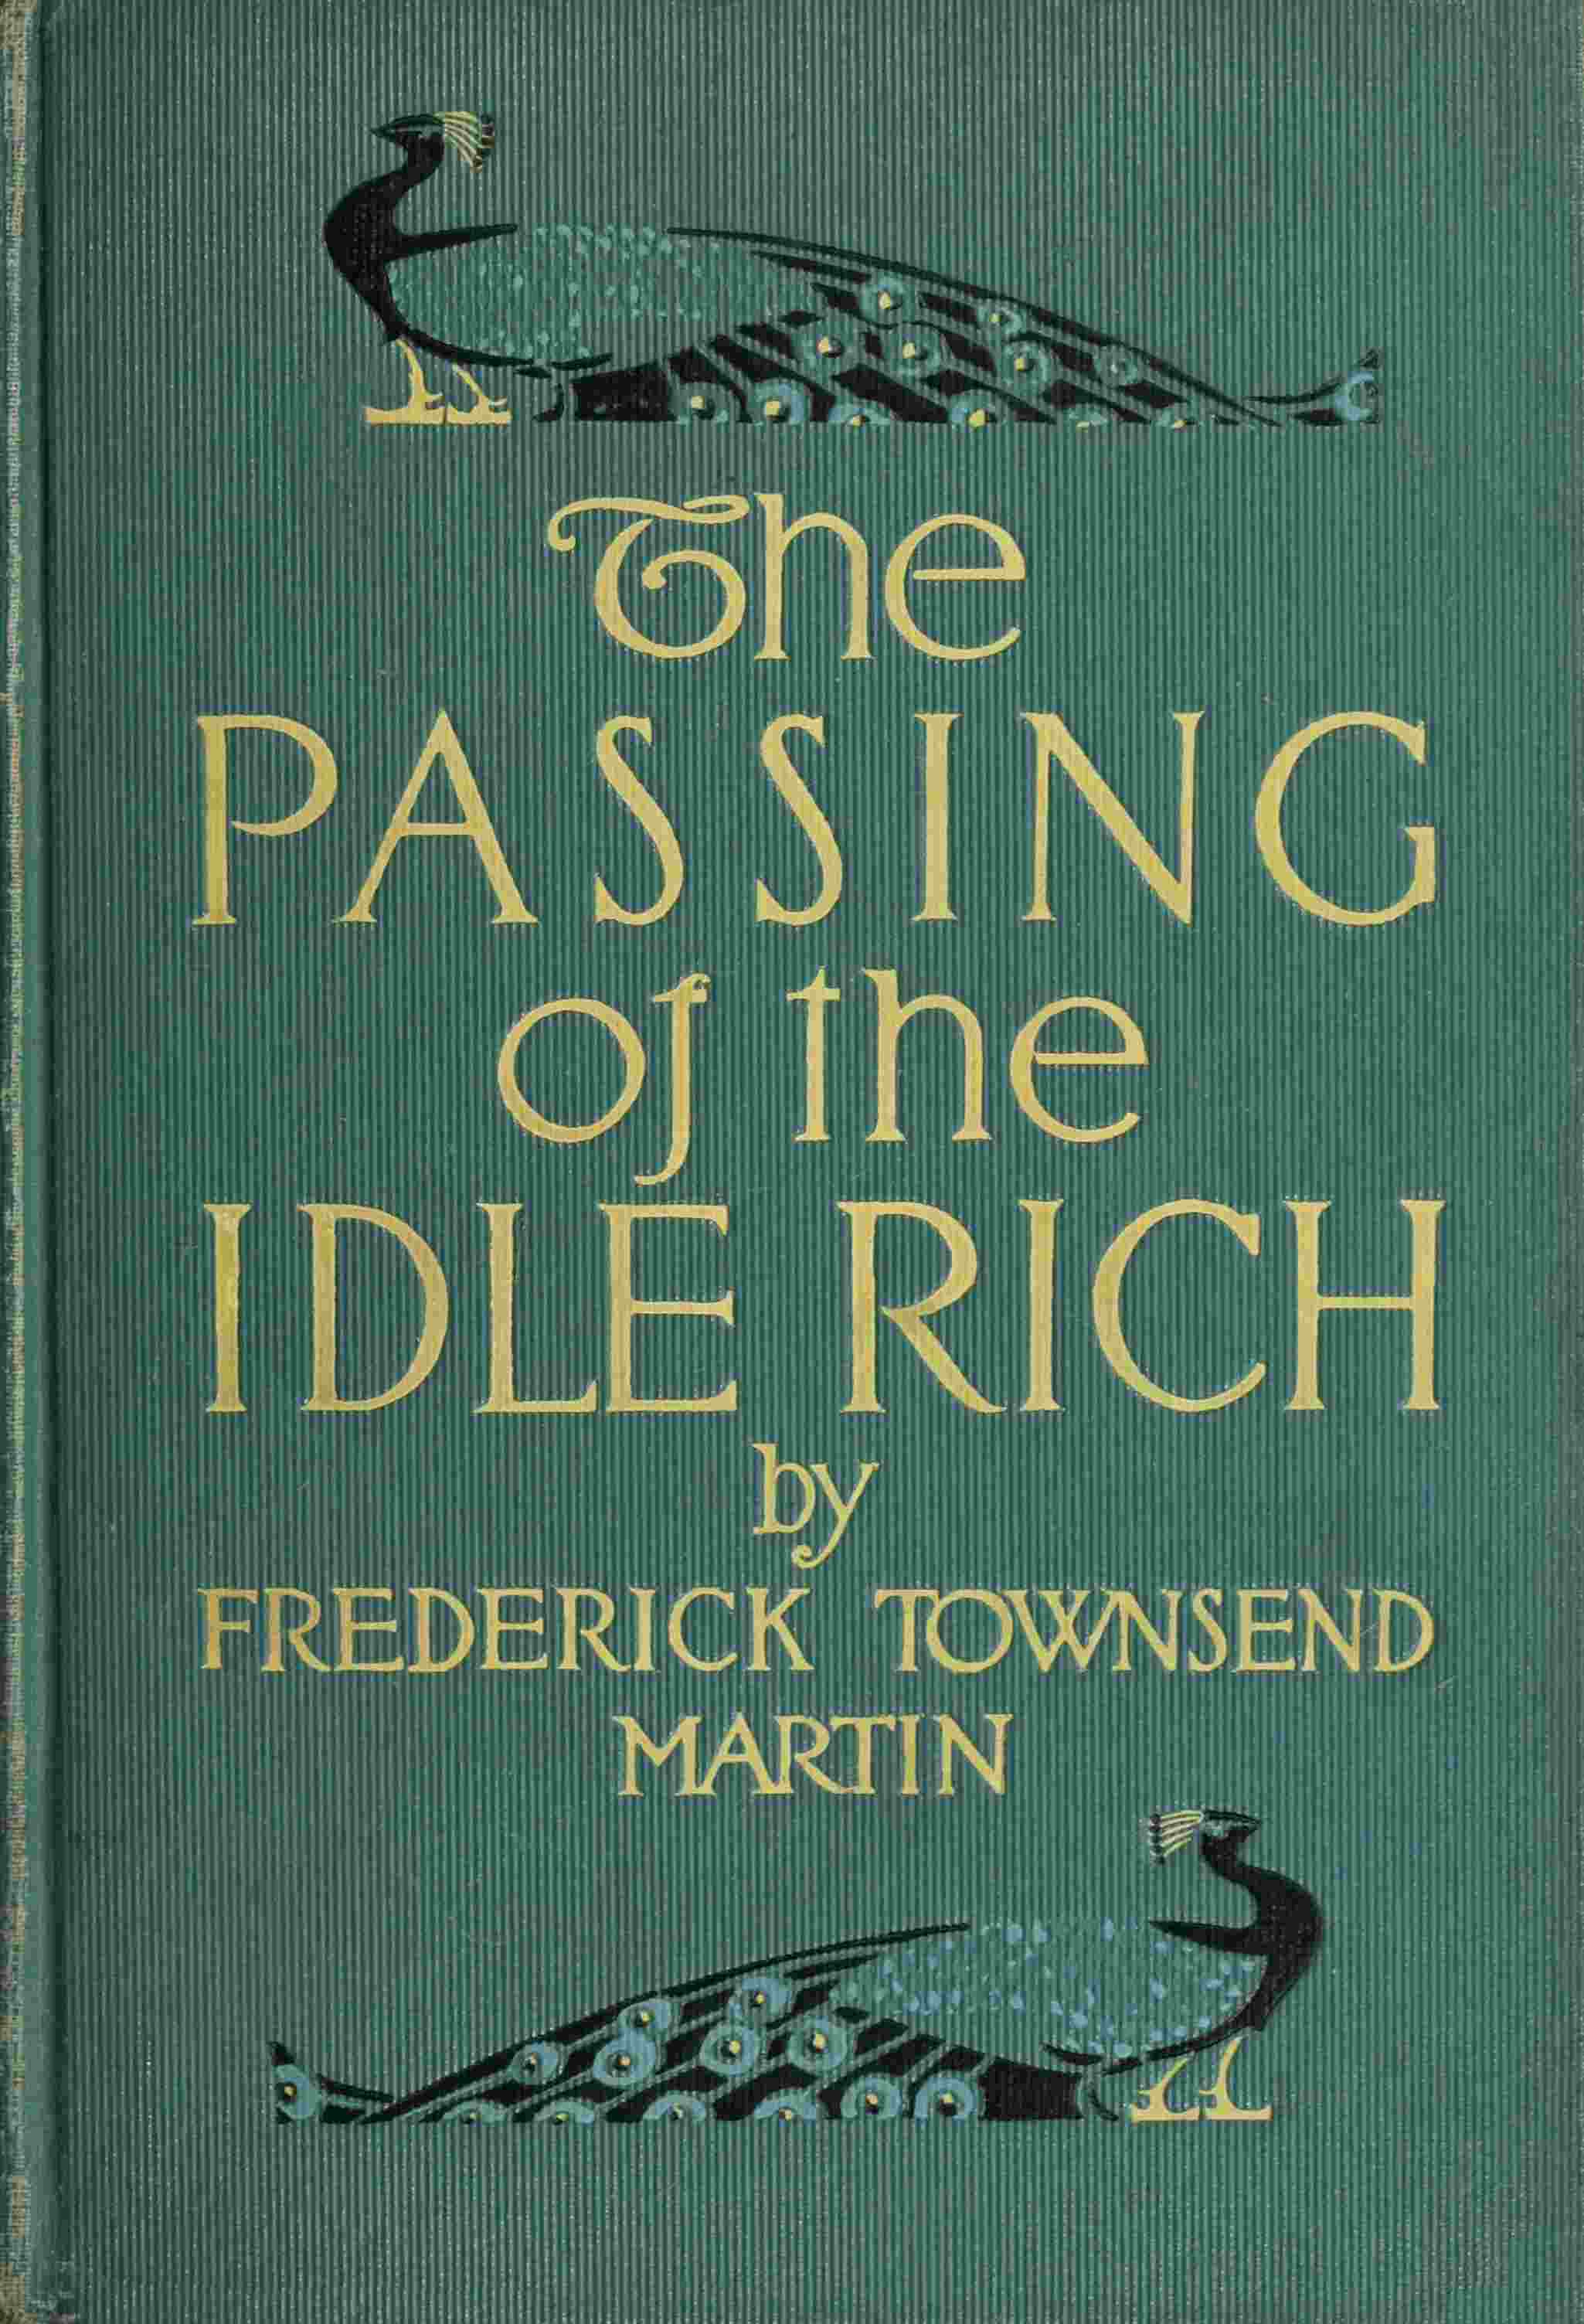 The
PASSING
of the
IDLE RICH
by
FREDERICK TOWNSEND
MARTIN